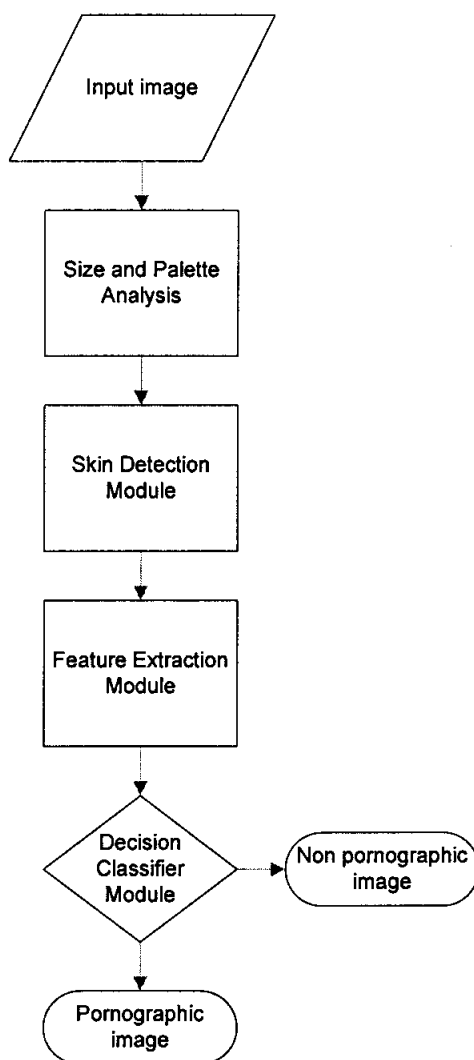 Input image
Size and Palette
Analysis
Skin Detection
Module
Feature Extraction
Module
Decision
Classifier
Module
Non pornographic
image
Pornographic
image